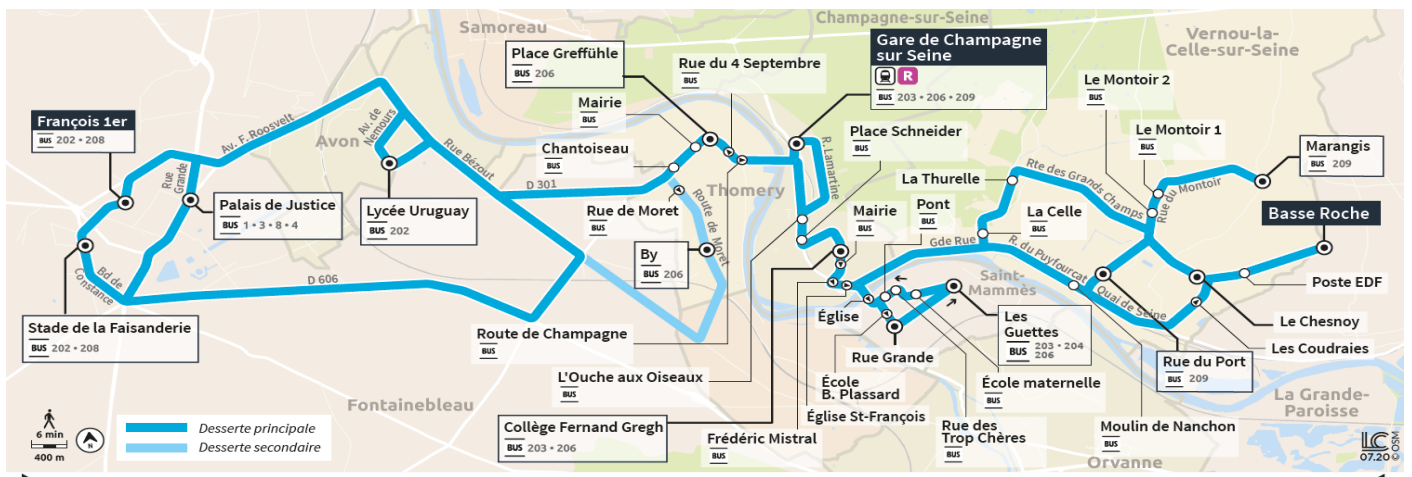 Samoreau
Champagne-sur-Seine
Vernou-la-
Celle-sur-Seine
Place Greffühle
BUS 206
Rue du 4 Septembre
BUS
Gare de Champagne
sur Seine
R
BUS 203 • 206 • 209
Le Montoir 2
BUS
Mairie
BUS
François 1er
BUS 202 • 208
Av. F. Roosvelt
Avon
Av. de
Nemours
Rue Bézout
Chantoiseau
BUS
Place Schneider
BUS
R. Lamartine
Le Montoir 1
BUS
Marangis
BUS 209
La Thurelle
Rte des Grands Champs
Rue du Montoir
Rue
Grande
Palais de Justice
BUS 1 • 3 • 8 • 4
Lycée Uruguay
BUS 202
D 301
Thomery
Rue de Moret
BUS
Route de Moret
Mairie
BUS
Pont
BUS
La Celle
BUS
Basse Roche
By
BUS 206
Gde Rue
R. du Puyfourcat
Saint-
Mammès
Quai de Seine
Bd de
Constance
D 606
Poste EDF
Stade de la Faisanderie
BUS 202 • 208
Route de Champagne
BUS
Église
Les
Guettes
BUS 203 • 204
206
Le Chesnoy
Rue Grande
Rue du Port
BUS 209
Les Coudraies
L'Ouche aux Oiseaux
BUS
École
B. Plassard
École maternelle
BUS
Fontainebleau
La Grande-
Paroisse
6 min
400 m
N
Desserte principale
Desserte secondaire
Collège Fernand Gregh
BUS 203 • 206
Église St-François
Frédéric Mistral
BUS
Rue des
Trop Chères
BUS
Moulin de Nanchon
BUS
Orvanne
LC
07.20 © OSM